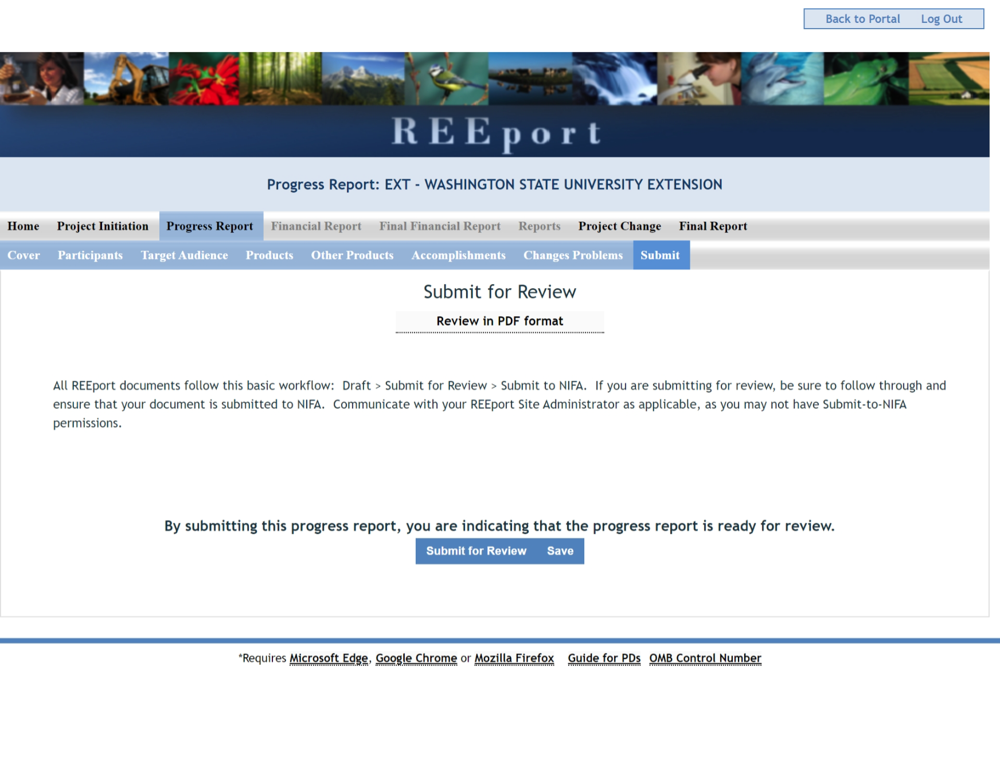 Back to Portal Log Out
REEport
Progress Report: EXT - WASHINGTON STATE UNIVERSITY EXTENSION
Home Project Initiation Progress Report Financial Report Final Financial Report Reports Project Change Final Report
Cover Participants Target Audience Products Other Products Accomplishments Changes Problems Submit
Submit for Review
Review in PDF format
All REEport documents follow this basic workflow:  Draft > Submit for Review > Submit to NIFA.  If you are submitting for review, be sure to follow through and
ensure that your document is submitted to NIFA.  Communicate with your REEport Site Administrator as applicable, as you may not have Submit-to-NIFA
permissions.
By submitting this progress report, you are indicating that the progress report is ready for review.
Submit for Review Save
*Requires Microsoft Edge, Google Chrome or Mozilla Firefox Guide for PDs OMB Control Number